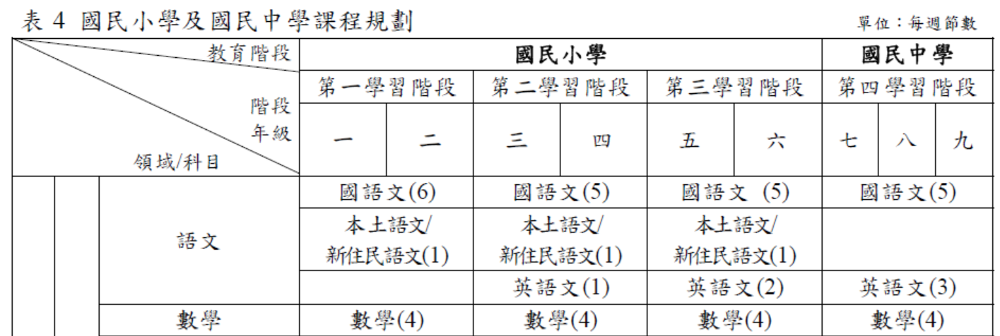 表 4 國民小學及國民中學課程規劃 單位：每週節數
教育階段 國民小學 國民中學
階段 第一學習階段 第二學習階段 第三學習階段 第四學習階段
年級 一 二 三 四 五 六 七 八 九
領域/科目
語文 國語文(6) 國語文(5) 國語文 (5) 國語文(5)
本土語文/ 本土語文/ 本土語文/
新住民語文(1) 新住民語文(1) 新住民語文(1)
英語文(1) 英語文(2) 英語文(3)
數學 數學(4) 數學(4) 數學(4) 數學(4)